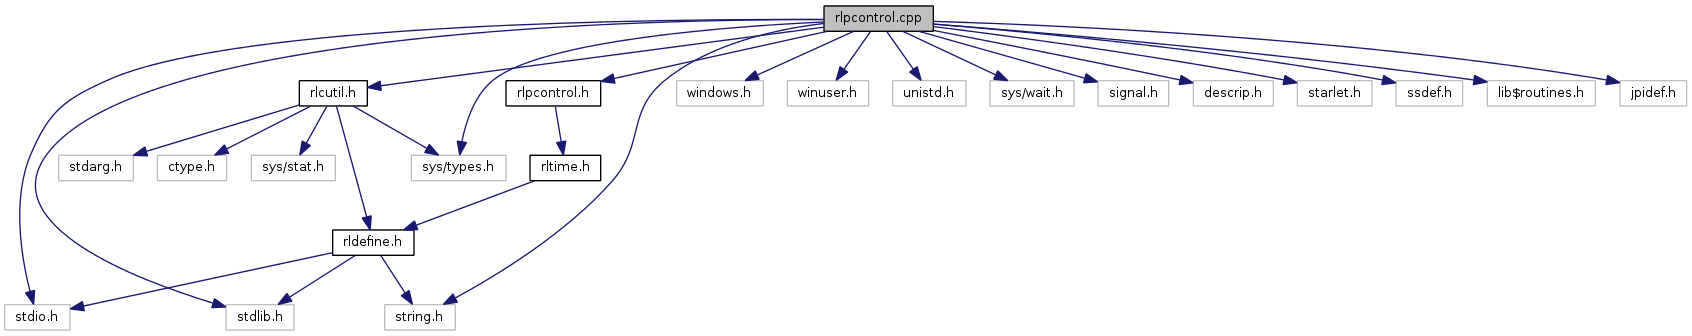 rlpcontrol.cpp
rlcutil.h
rlpcontrol.h
windows.h
winuser.h
unistd.h
sys/wait.h
signal.h
descrip.h
starlet.h
ssdef.h
lib$routines.h
jpidef.h
stdarg.h
ctype.h
sys/stat.h
sys/types.h
rltime.h
rldefine.h
stdio.h
stdlib.h
string.h